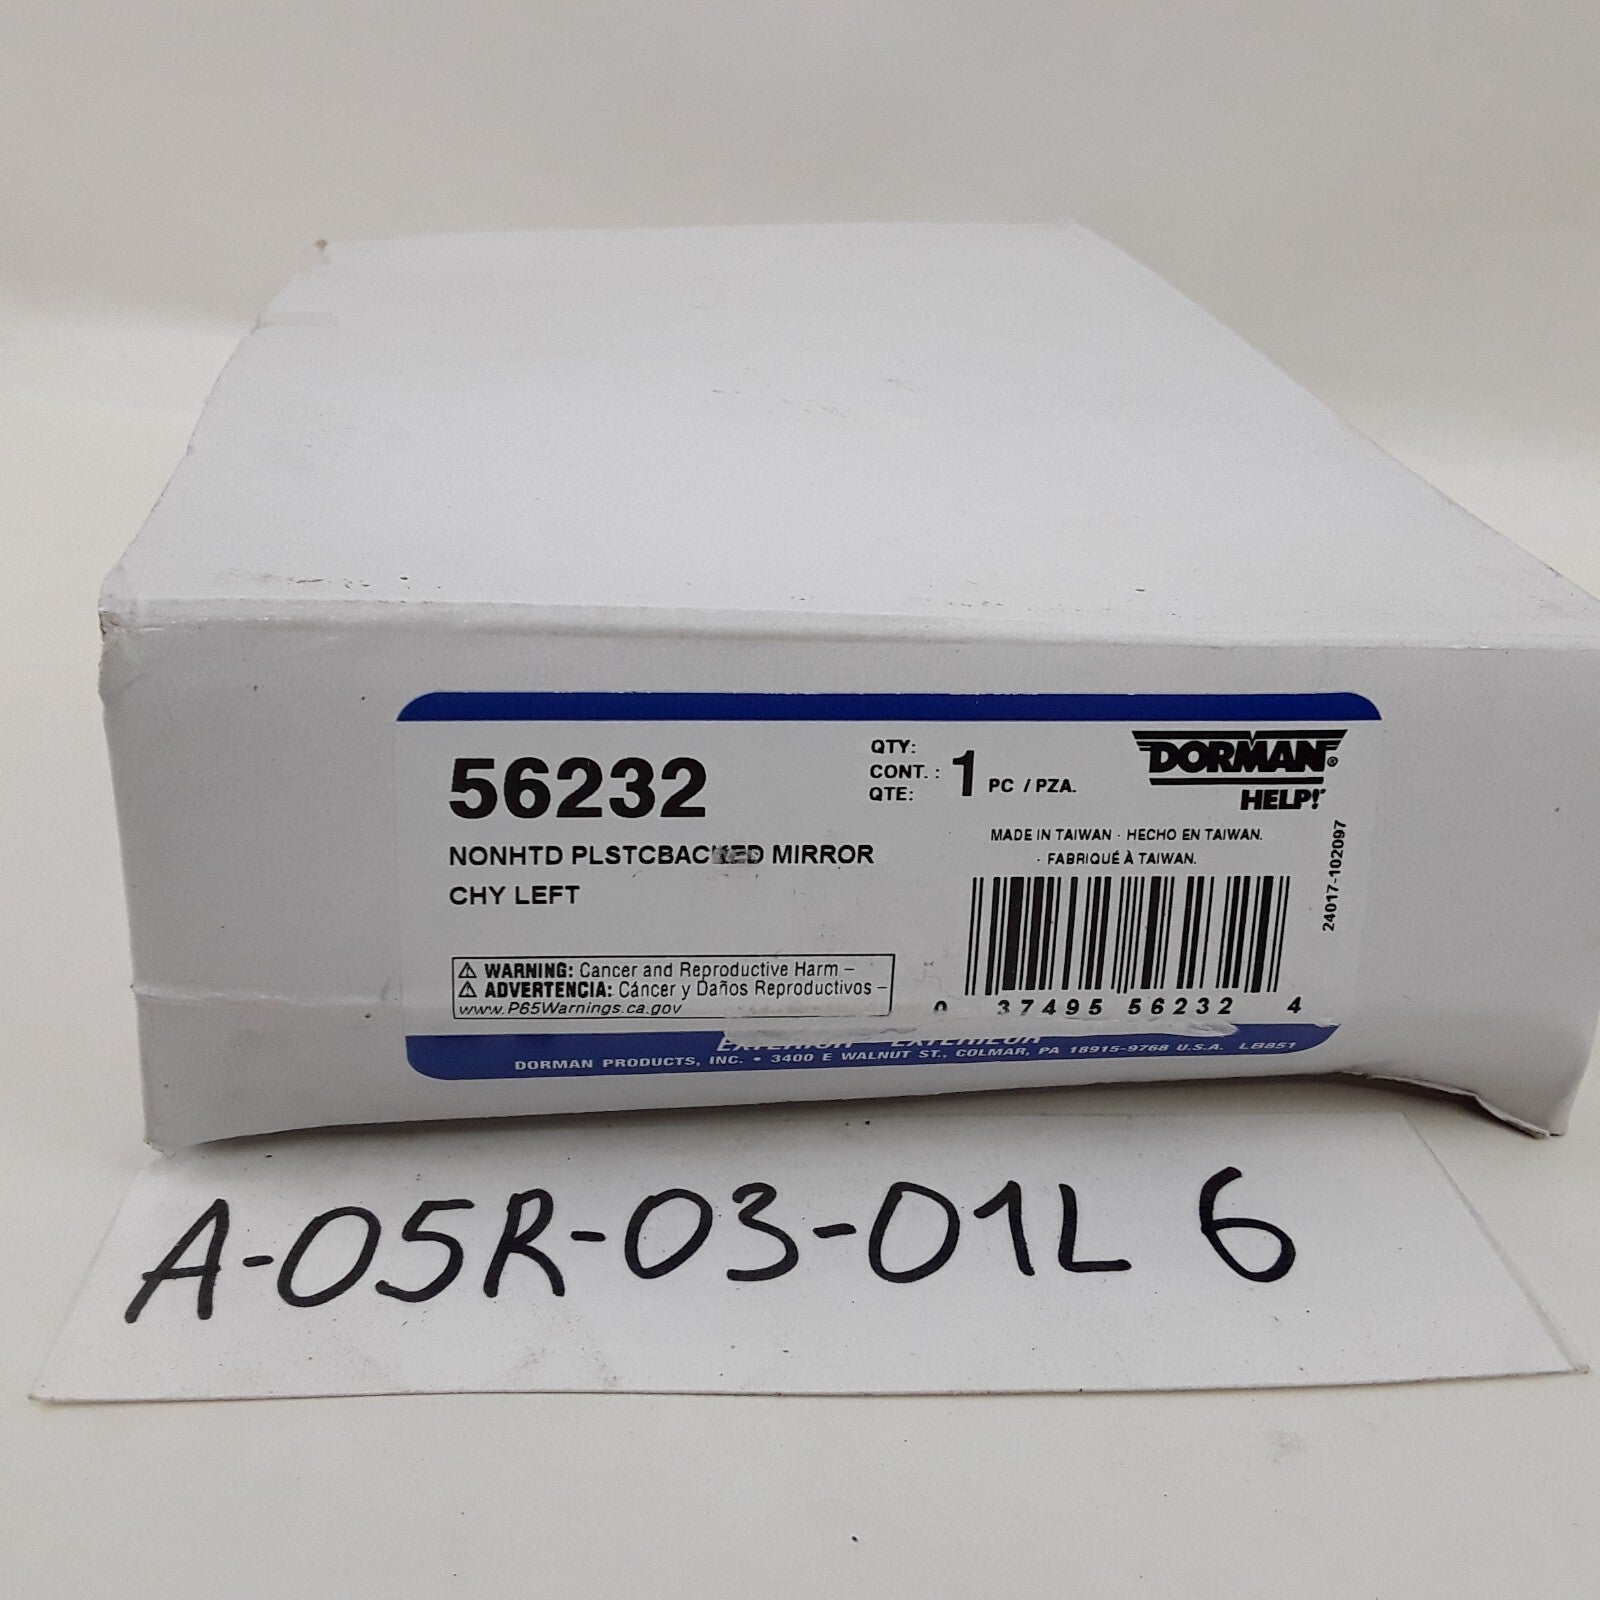 56232
QTY:
CONT. : 1 PC / PZA.
QTE:
DORMAN®
HELP!
NONHTD PLSTCBACKED MIRROR
CHY LEFT
MADE IN TAIWAN - HECHO EN TAIWAN.
- FABRIQUÉ À TAIWAN.
24017-102097
⚠ WARNING: Cancer and Reproductive Harm –
⚠ ADVERTENCIA: Cáncer y Daños Reproductivos –
www.P65Warnings.ca.gov
0 37495 56232 4
EXTERIOR EXTÉRIEUR
DORMAN PRODUCTS, INC. • 3400 E WALNUT ST., COLMAR, PA 18915-9768 U.S.A. LB851
A-05R-03-01L 6